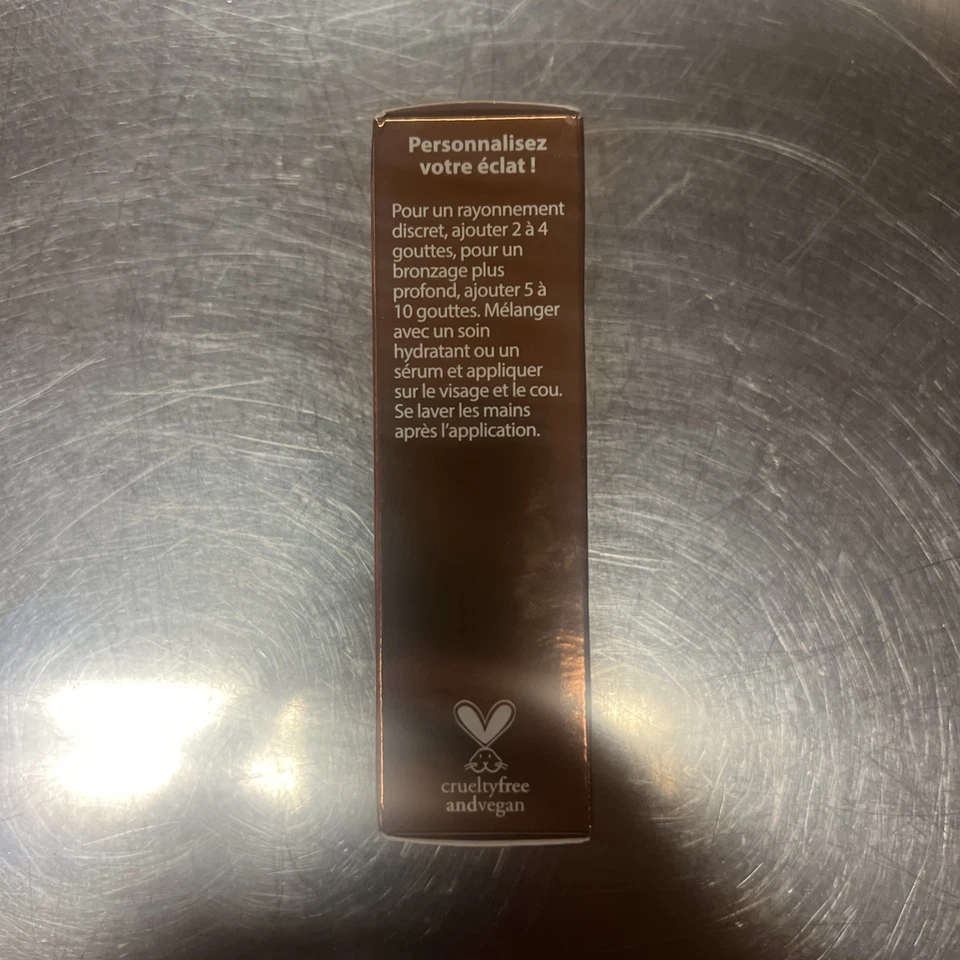 Personnalisez
votre éclat !
Pour un rayonnement
discret, ajouter 2 à 4
gouttes, pour un
bronzage plus
profond, ajouter 5 à
10 gouttes. Mélanger
avec un soin
hydratant ou un
sérum et appliquer
sur le visage et le cou.
Se laver les mains
après l'application.
crueltyfree
andvegan